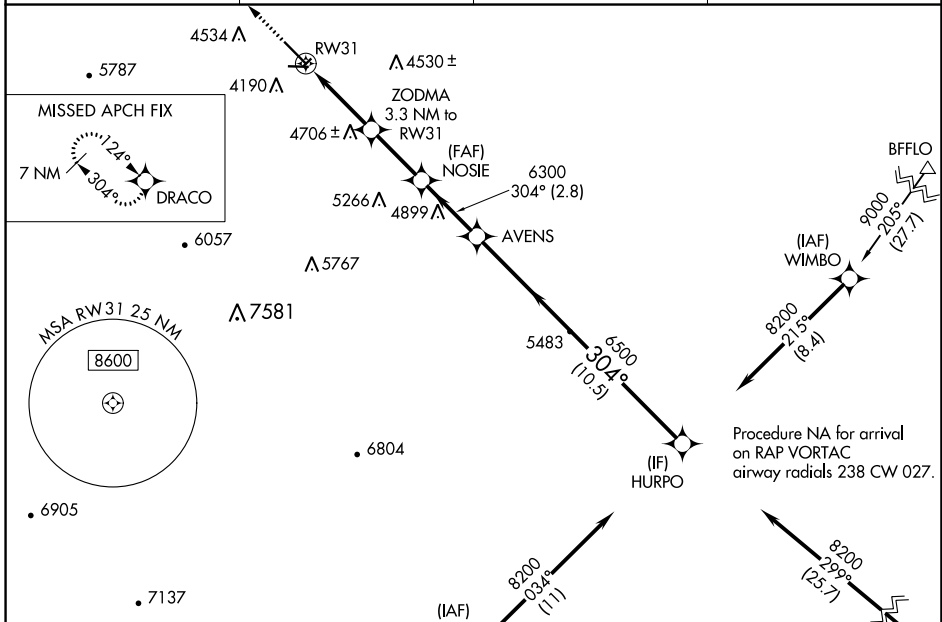 4534
RW31
4530 ±
5787
4190
ZODMA
3.3 NM to
RW31
MISSED APCH FIX
124°
7 NM
304°
DRACO
4706 ±
(FAF)
NOSIE
6300
304° (2.8)
BFFLO
9000
205°
(27.7)
5266
4899
AVENS
(IAF)
WIMBO
6057
5767
7581
8200
215°
(8.4)
MSA RW31 25 NM
8600
5483
6500
304°
(10.5)
6804
(IF)
HURPO
Procedure NA for arrival
on RAP VORTAC
airway radials 238 CW 027.
6905
8200
034°
(11)
8200
299°
(25.7)
7137
(IAF)